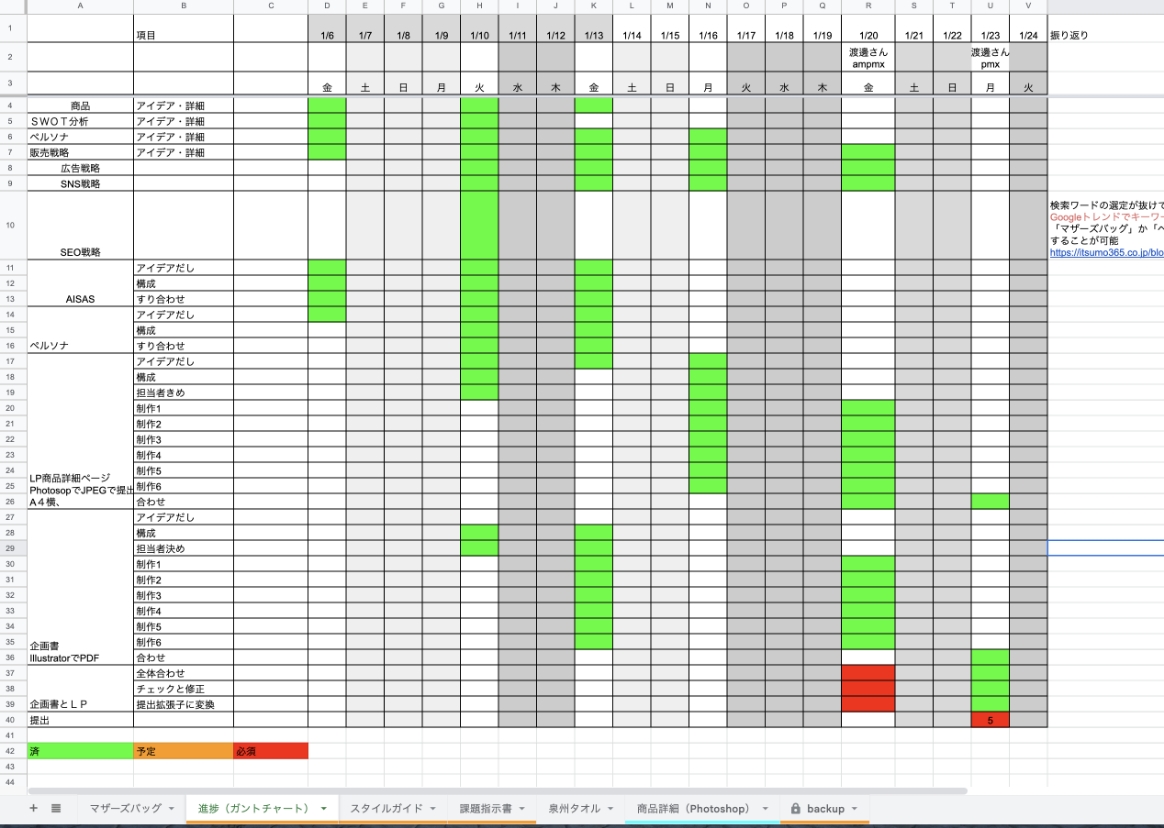 A B C D E F G H I J K L M N O P Q R S T U V
1 項目 1/6 1/7 1/8 1/9 1/10 1/11 1/12 1/13 1/14 1/15 1/16 1/17 1/18 1/19 1/20 1/21 1/22 1/23 1/24 振り返り
2 渡邊さん 渡邊さん
ampmx pmx
3 金 土 日 月 火 水 木 金 土 日 月 火 水 木 金 土 日 月 火
4 商品 アイデア・詳細
5 ＳＷＯＴ分析 アイデア・詳細
6 ペルソナ アイデア・詳細
7 販売戦略 アイデア・詳細
8 広告戦略
9 SNS戦略
検索ワードの選定が抜けて
Googleトレンドでキーワー
10 「マザーズバッグ」か「ヘ
することが可能
SEO戦略 https://itsumo365.co.jp/blo
11 アイデアだし
12 構成
13 AISAS すり合わせ
14 アイデアだし
15 構成
16 ペルソナ すり合わせ
17 アイデアだし
18 構成
19 担当者きめ
20 制作1
21 制作2
22 制作3
23 制作4
24 制作5
LP商品詳細ページ
25 PhotosopでJPEGで提出 制作6
26 Ａ４横、 合わせ
27 アイデアだし
28 構成
29 担当者決め
30 制作1
31 制作2
32 制作3
33 制作4
34 制作5
35 企画書 制作6
36 IllustratorでPDF 合わせ
37 全体合わせ
38 チェックと修正
39 企画書とＬＰ 提出拡張子に変換
40 提出 5
41
42 済 予定 必須
43
44
マザーズバッグ 進捗（ガントチャート） スタイルガイド 課題指示書 泉州タオル 商品詳細（Photoshop） backup